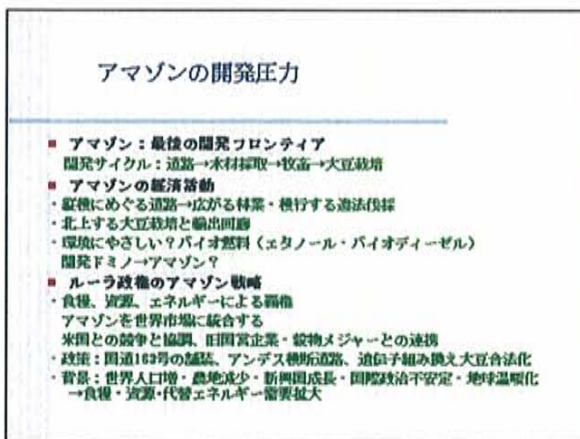 アマゾンの開発圧力
■ アマゾン：最後の開発フロンティア
開発サイクル：道路→木材採取→牧畜→大豆栽培
■ アマゾンの経済活動
・縦横にめぐる道路→広がる林業・横行する違法伐採
・北上する大豆栽培と輸出回廊
・環境にやさしい？バイオ燃料（エタノール・バイオディーゼル）
開発ドミノ→アマゾン？
■ ルーラ政権のアマゾン戦略
・食糧、資源、エネルギーによる覇権
アマゾンを世界市場に統合する
米国との競争と協調、旧国営企業・穀物メジャーとの連携
・政策：国道163号の舗装、アンデス横断道路、遺伝子組み換え大豆合法化
・背景：世界人口増・農地減少・新興国成長・国際政治不安定・地球温暖化
→食糧・資源・代替エネルギー需要拡大